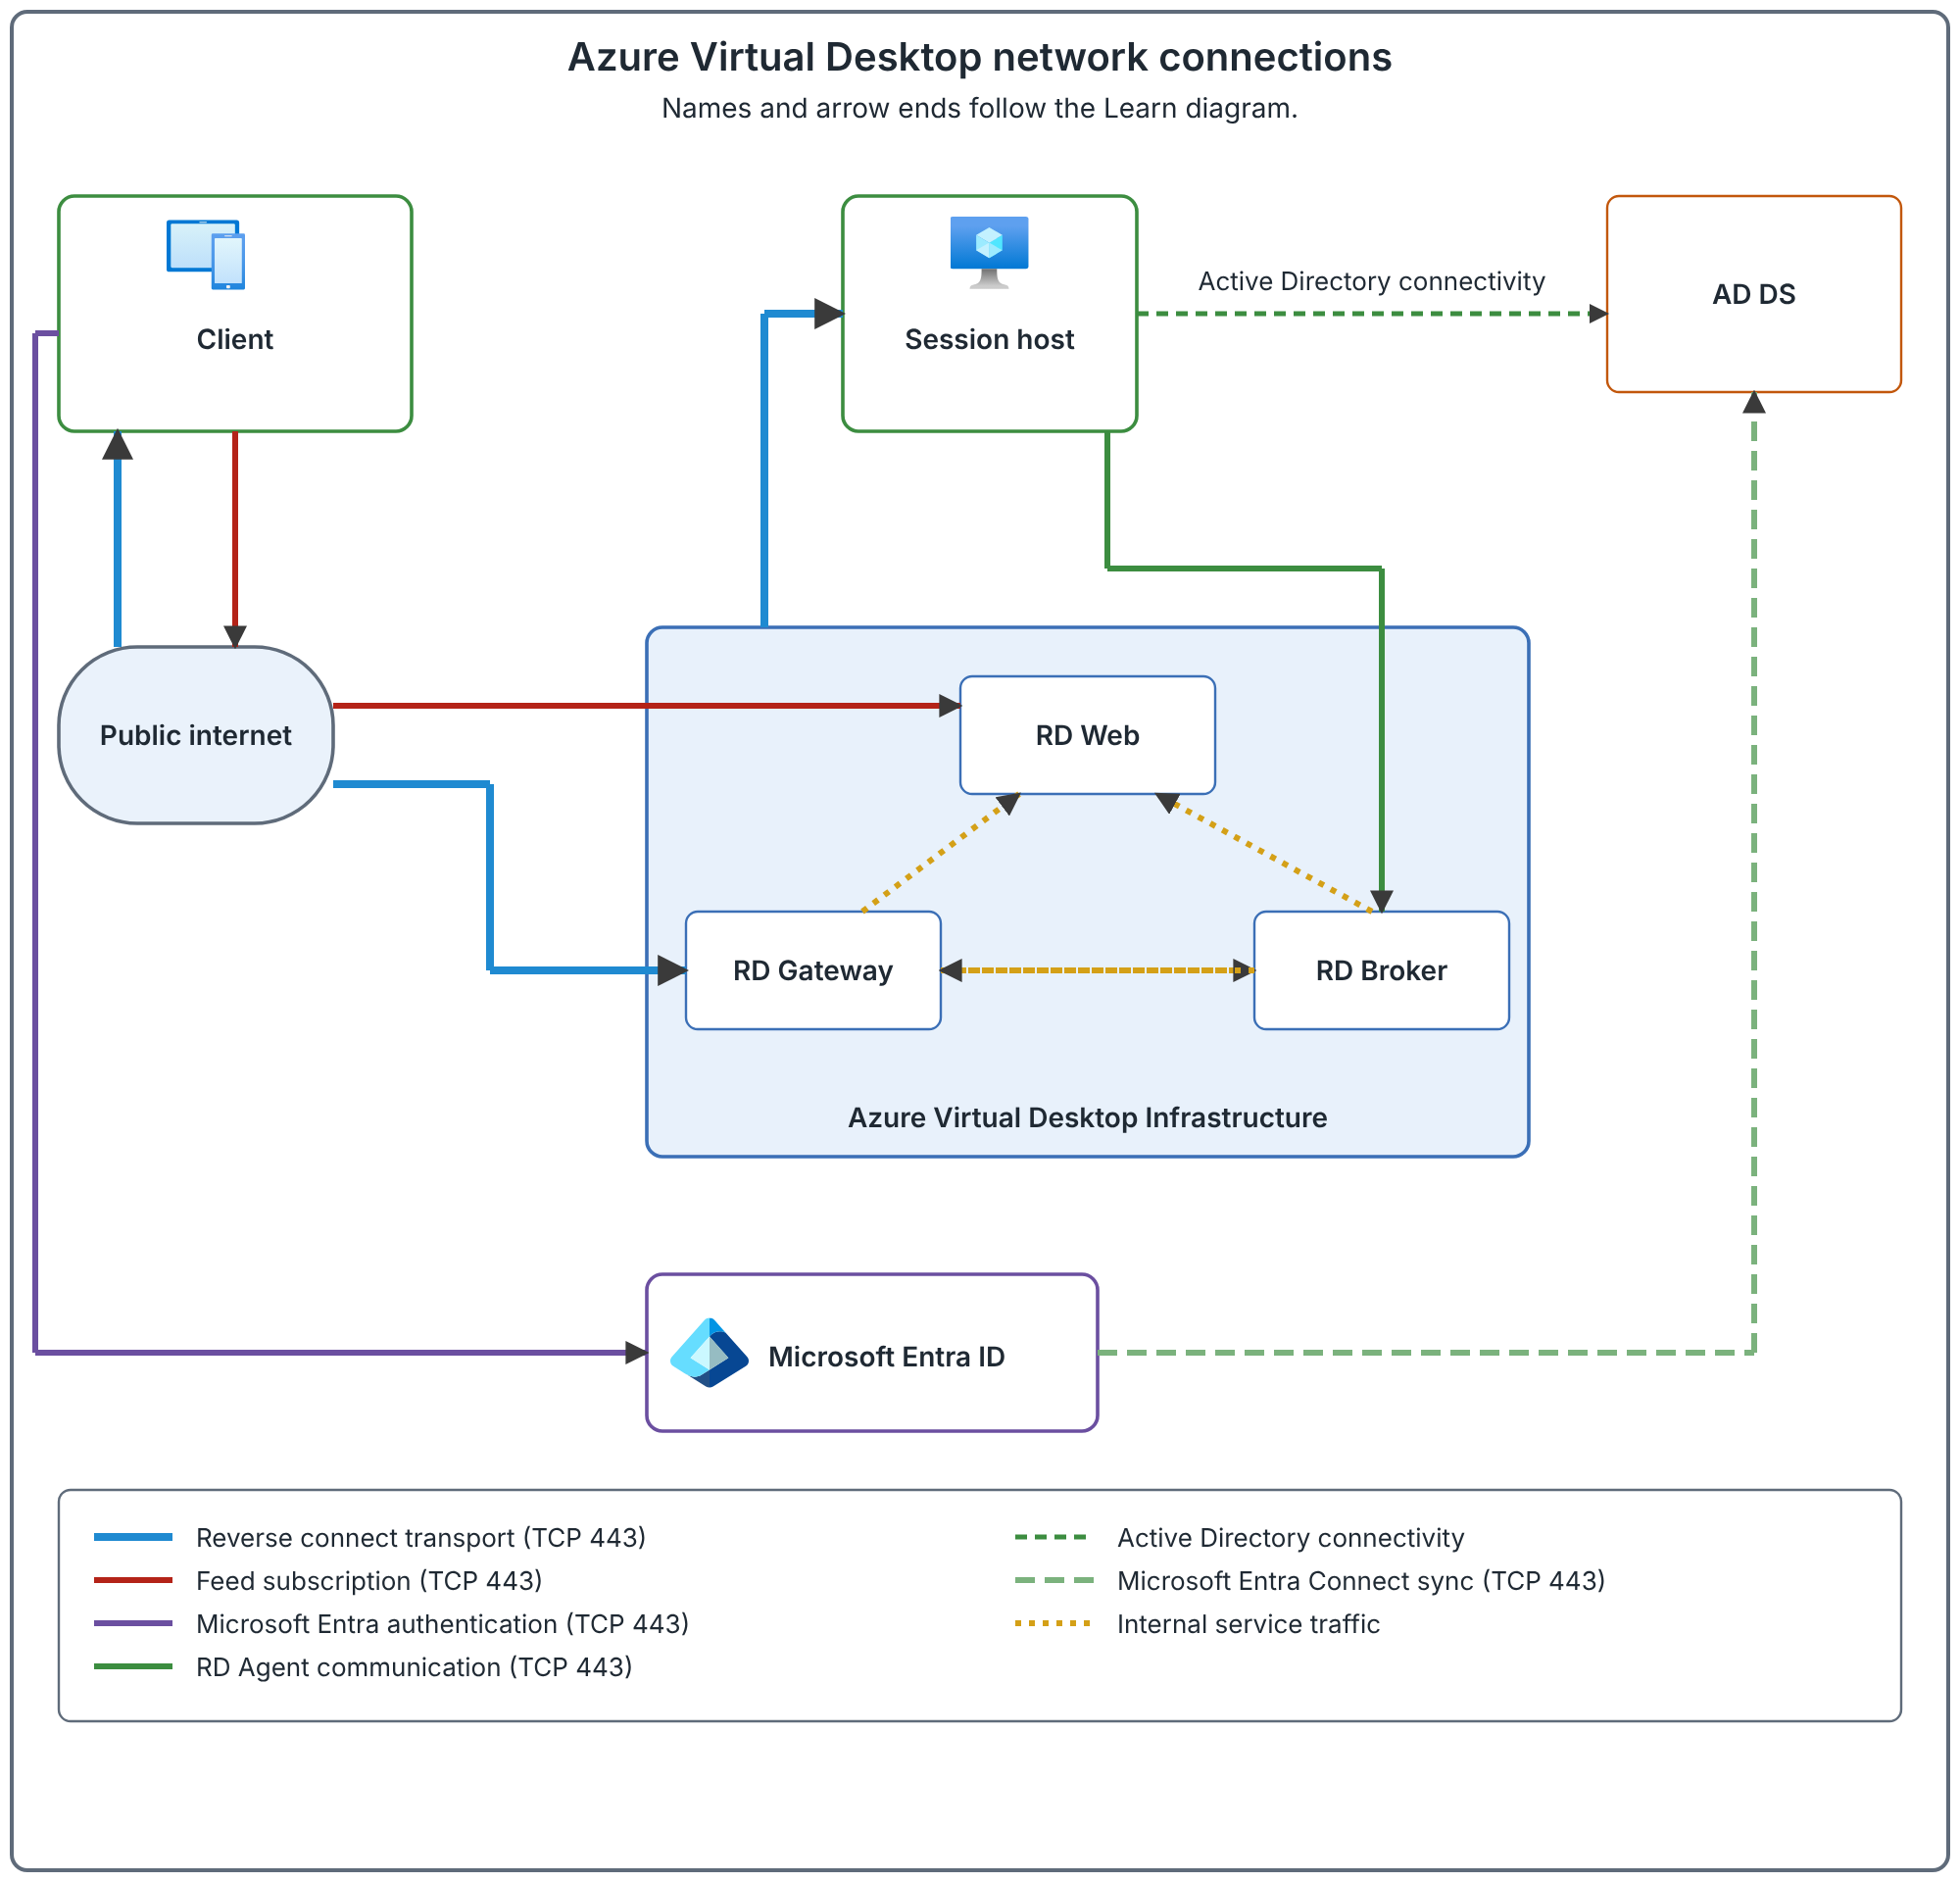 Azure Virtual Desktop network connections
Names and arrow ends follow the Learn diagram.
Client
Session host
Active Directory connectivity
AD DS
Public internet
RD Web
RD Gateway
RD Broker
Azure Virtual Desktop Infrastructure
Microsoft Entra ID
Reverse connect transport (TCP 443)
Feed subscription (TCP 443)
Microsoft Entra authentication (TCP 443)
RD Agent communication (TCP 443)
Active Directory connectivity
Microsoft Entra Connect sync (TCP 443)
Internal service traffic